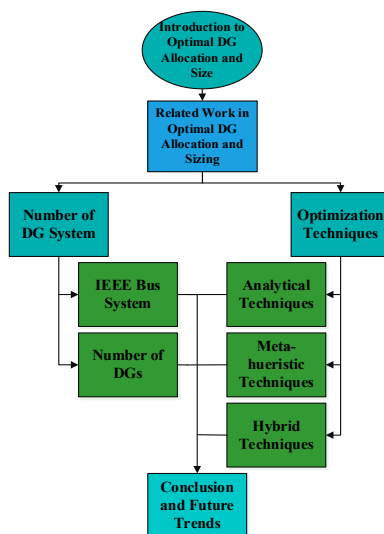 Introduction to
Optimal DG
Allocation and
Size
Related Work in
Optimal DG
Allocation and
Sizing
Number of
DG System
Optimization
Techniques
IEEE Bus
System
Analytical
Techniques
Number of
DGs
Meta-
hueristic
Techniques
Hybrid
Techniques
Conclusion
and Future
Trends